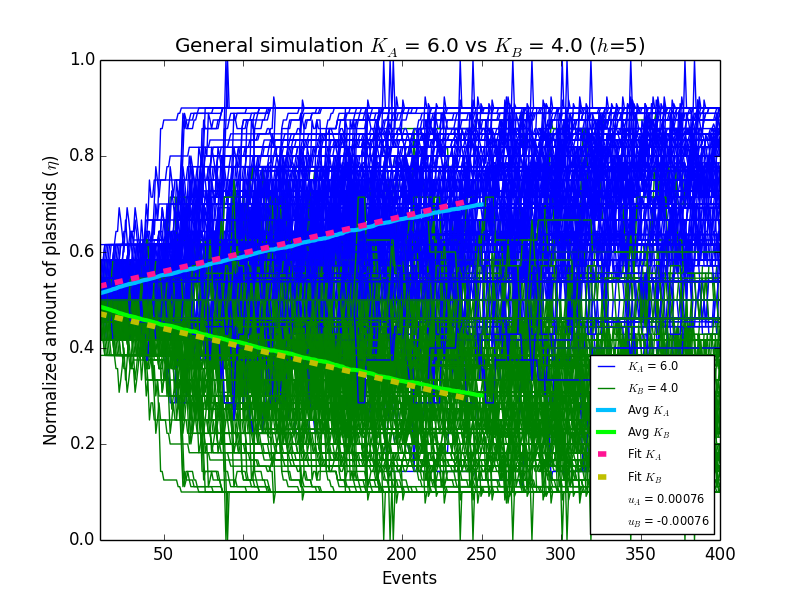 General simulation K_A = 6.0 vs K_B = 4.0 (h=5)
1.0
0.8
0.6
0.4
0.2
0.0
Normalized amount of plasmids (η)
50
100
150
200
250
300
350
400
Events
K_A = 6.0
K_B = 4.0
Avg K_A
Avg K_B
Fit K_A
Fit K_B
u_A = 0.00076
u_B = -0.00076